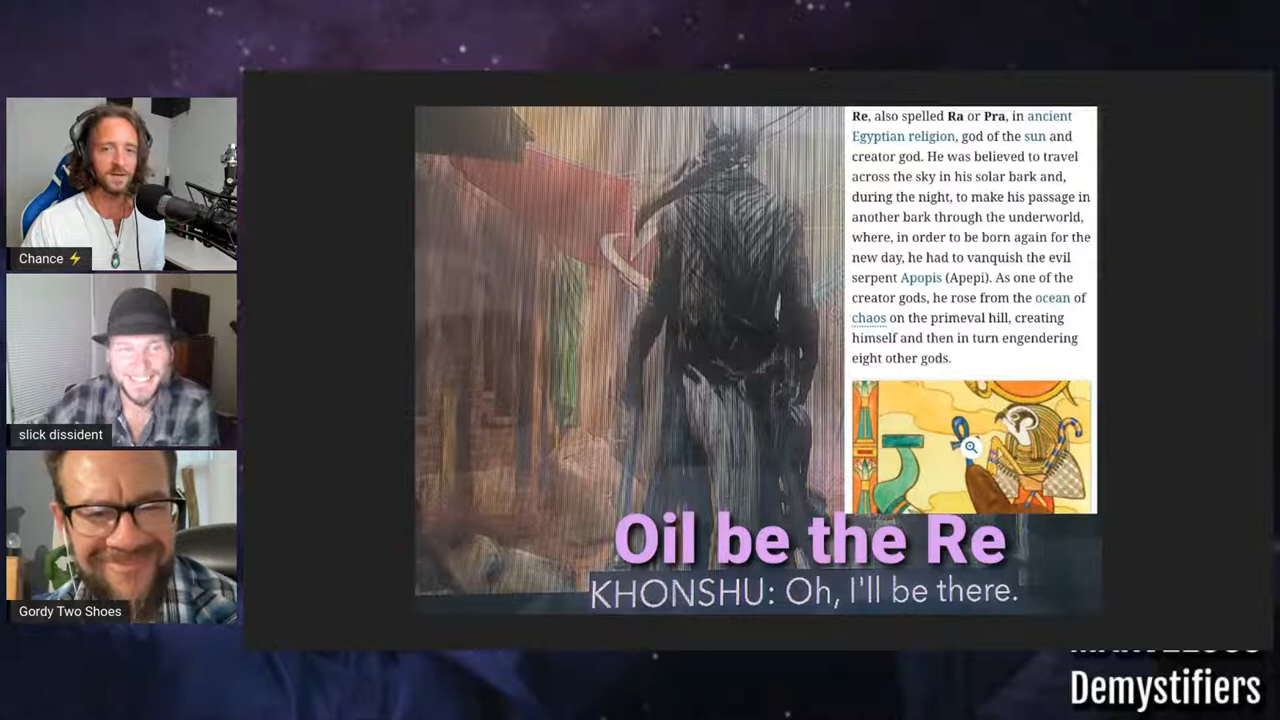 Chance ⚡
slick dissident
Gordy Two Shoes
Re, also spelled Ra or Pra, in ancient
Egyptian religion, god of the sun and
creator god. He was believed to travel
across the sky in his solar bark and,
during the night, to make his passage in
another bark through the underworld,
where, in order to be born again for the
new day, he had to vanquish the evil
serpent Apopis (Apepi). As one of the
creator gods, he rose from the ocean of
chaos on the primeval hill, creating
himself and then in turn engendering
eight other gods.
Oil be the Re
KHONSHU: Oh, I'll be there.
Demystifiers